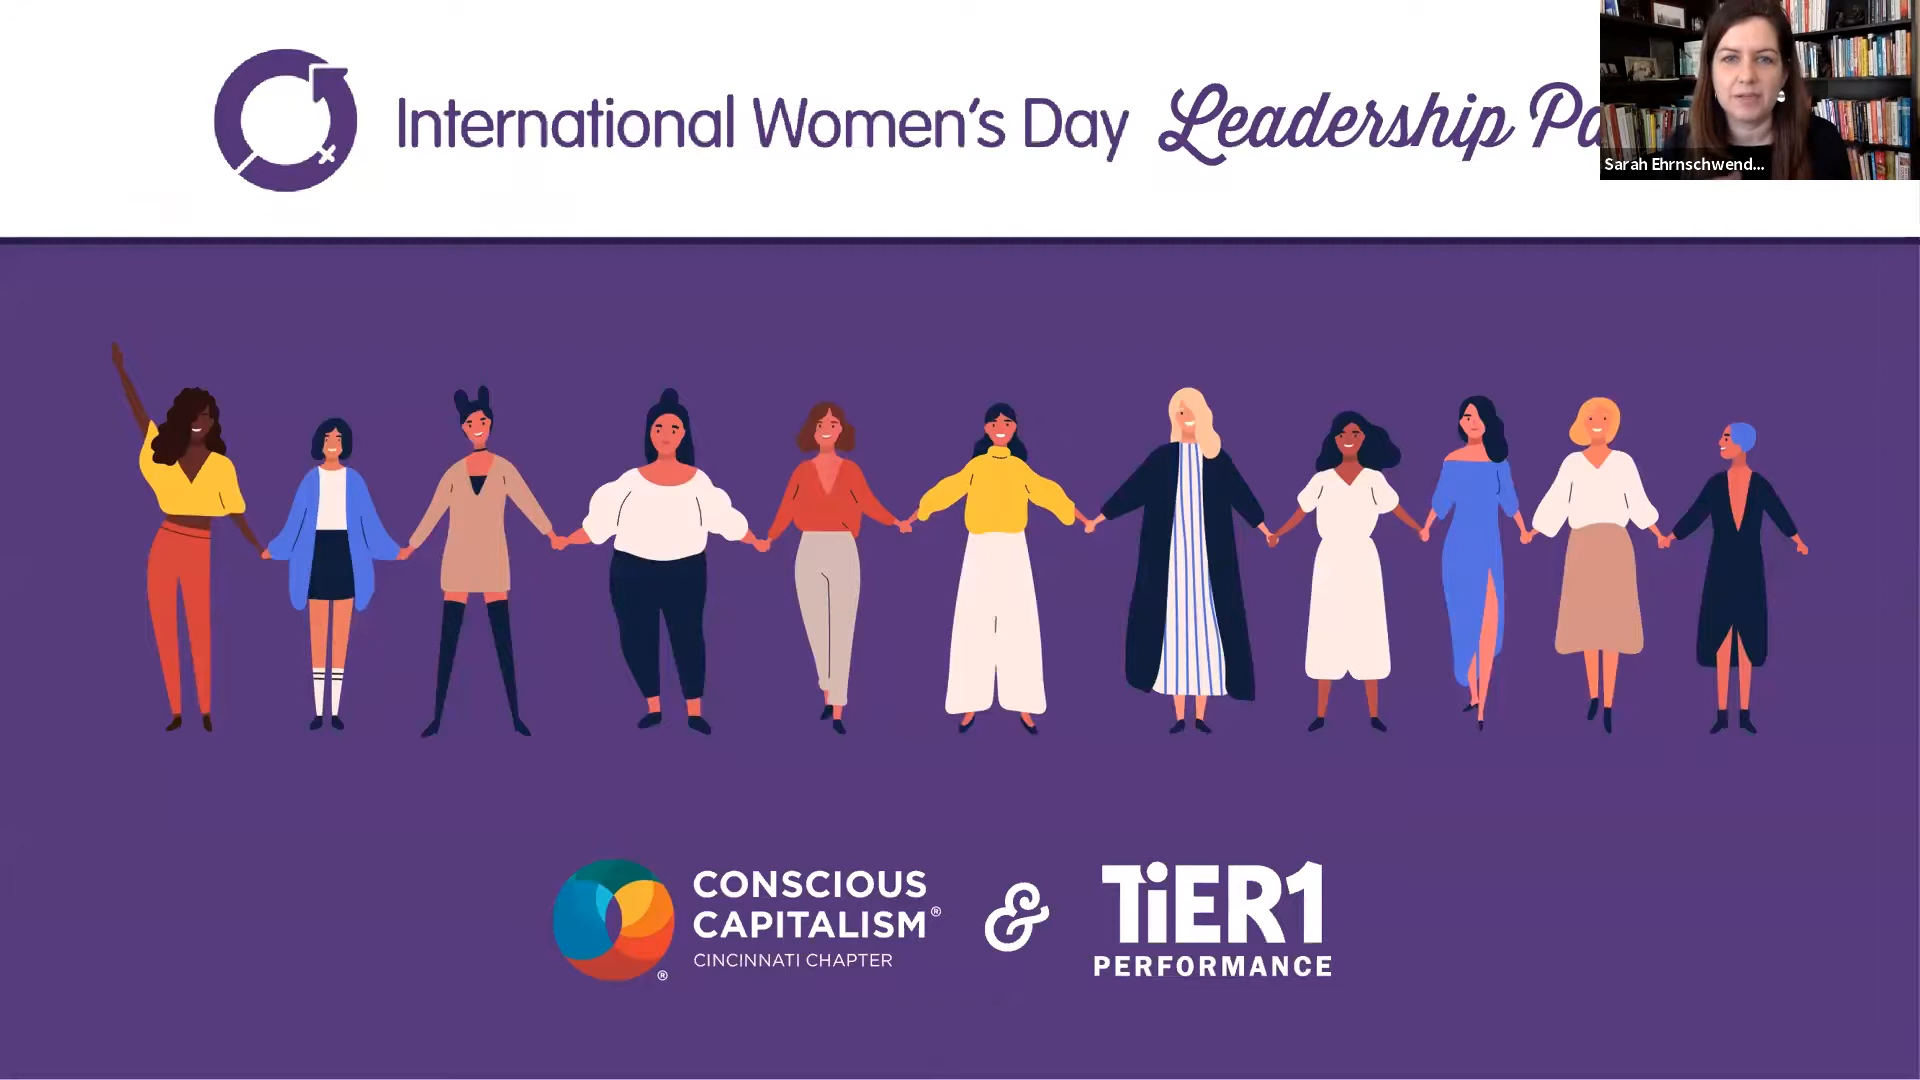 International Women's Day Leadership Pa
Sarah Ehrnschwend...
CONSCIOUS
CAPITALISM®
CINCINNATI CHAPTER
®
&
TiER1
PERFORMANCE